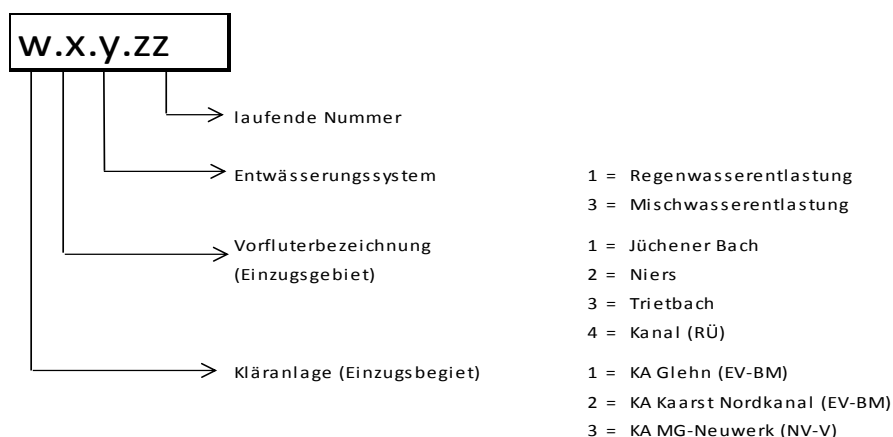 w.x.y.zz
laufende Nummer
Entwässerungssystem 1 = Regenwasserentlastung
3 = Mischwasserentlastung
Vorfluterbezeichnung 1 = Jüchener Bach
(Einzugsgebiet) 2 = Niers
3 = Trietbach
4 = Kanal (RÜ)
Kläranlage (Einzugsbegiet) 1 = KA Glehn (EV-BM)
2 = KA Kaarst Nordkanal (EV-BM)
3 = KA MG-Neuwerk (NV-V)